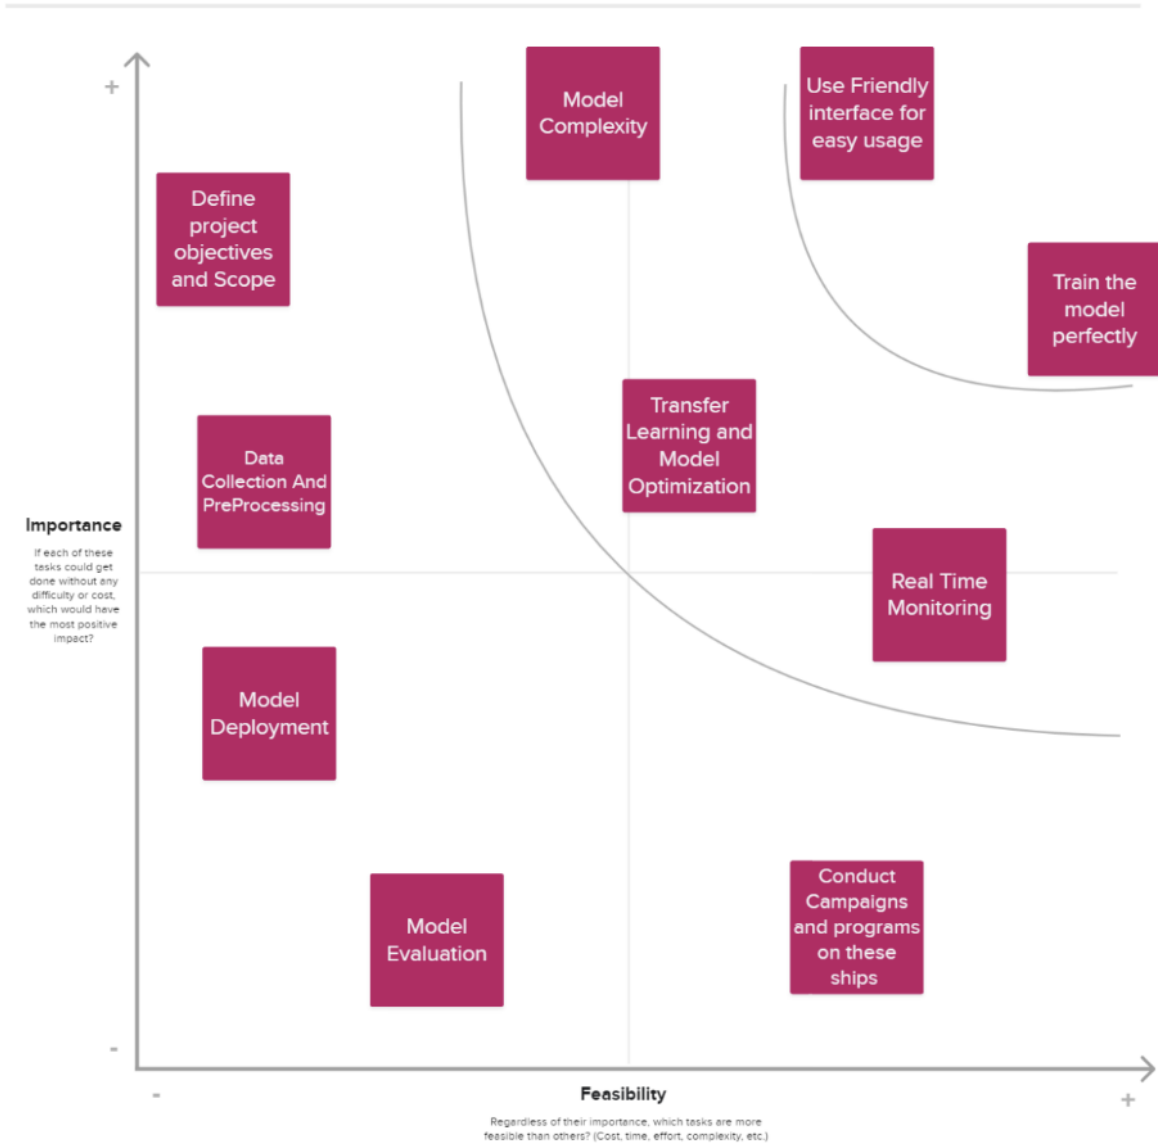 +
Model
Complexity
Use Friendly
interface for
easy usage
Define
project
objectives
and Scope
Train the
model
perfectly
Transfer
Learning and
Model
Optimization
Data
Collection And
PreProcessing
Importance
If each of these
tasks could get
done without any
difficulty or cost,
which would have
the most positive
impact?
Real Time
Monitoring
Model
Deployment
Model
Evaluation
Conduct
Campaigns
and programs
on these
ships
-
-
Feasibility
+
Regardless of their importance, which tasks are more
feasible than others? (Cost, time, effort, complexity, etc.)